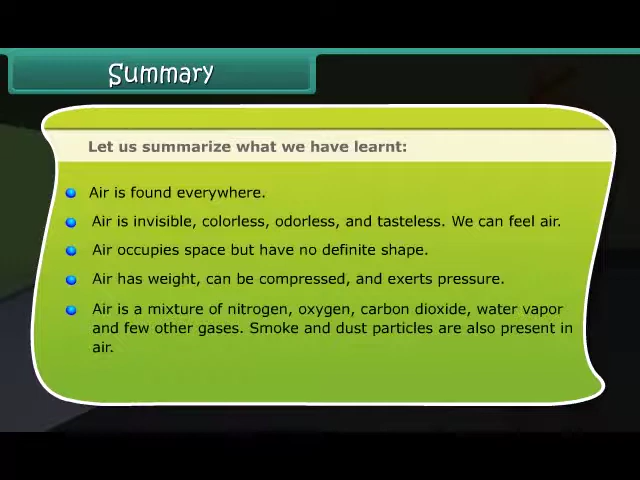 Summary
Let us summarize what we have learnt:
Air is found everywhere.
Air is invisible, colorless, odorless, and tasteless. We can feel air.
Air occupies space but have no definite shape.
Air has weight, can be compressed, and exerts pressure.
Air is a mixture of nitrogen, oxygen, carbon dioxide, water vapor
and few other gases. Smoke and dust particles are also present in
air.